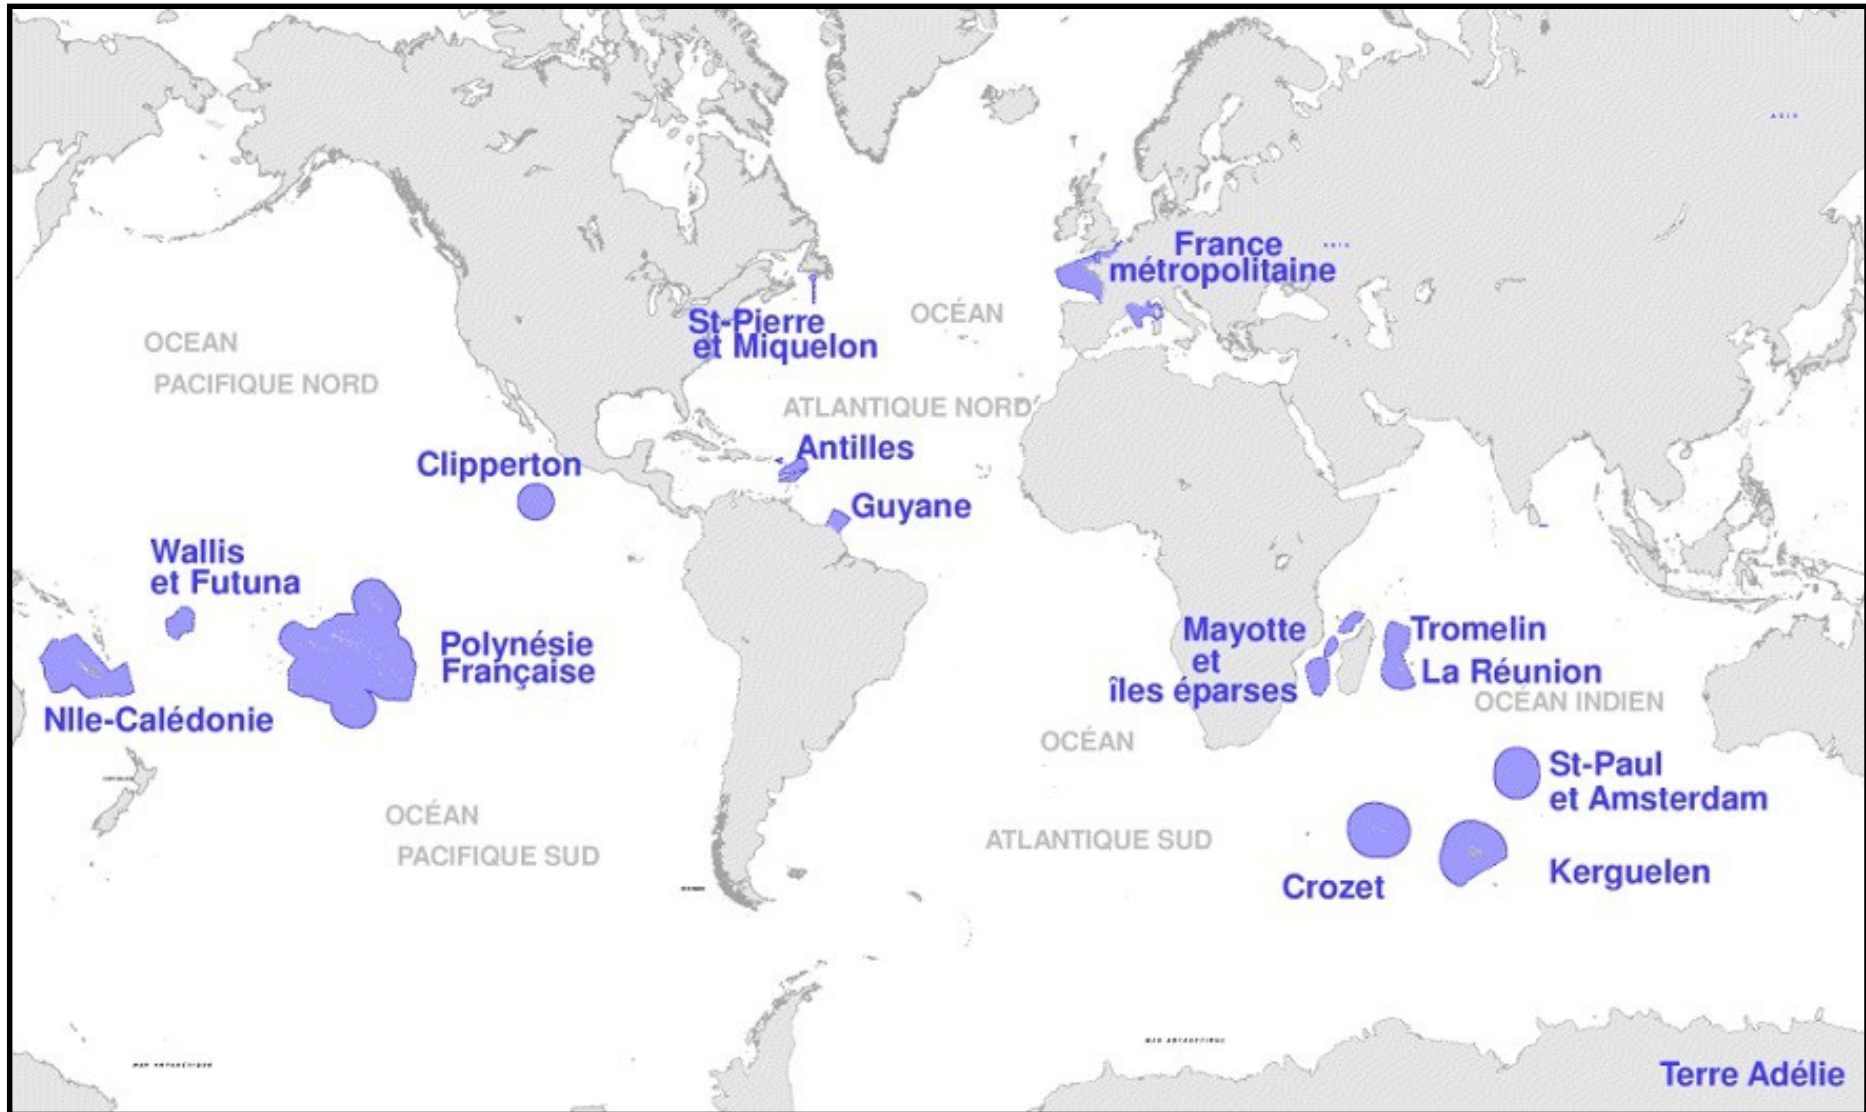 France
métropolitaine
St-Pierre
et Miquelon
OCÉAN
OCEAN
PACIFIQUE NORD
ATLANTIQUE NORD
Antilles
Clipperton
Guyane
Wallis
et Futuna
Polynésie
Française
Nlle-Calédonie
Mayotte
et
îles éparses
Tromelin
La Réunion
OCÉAN INDIEN
OCÉAN
ATLANTIQUE SUD
St-Paul
et Amsterdam
OCÉAN
PACIFIQUE SUD
Crozet
Kerguelen
Terre Adélie